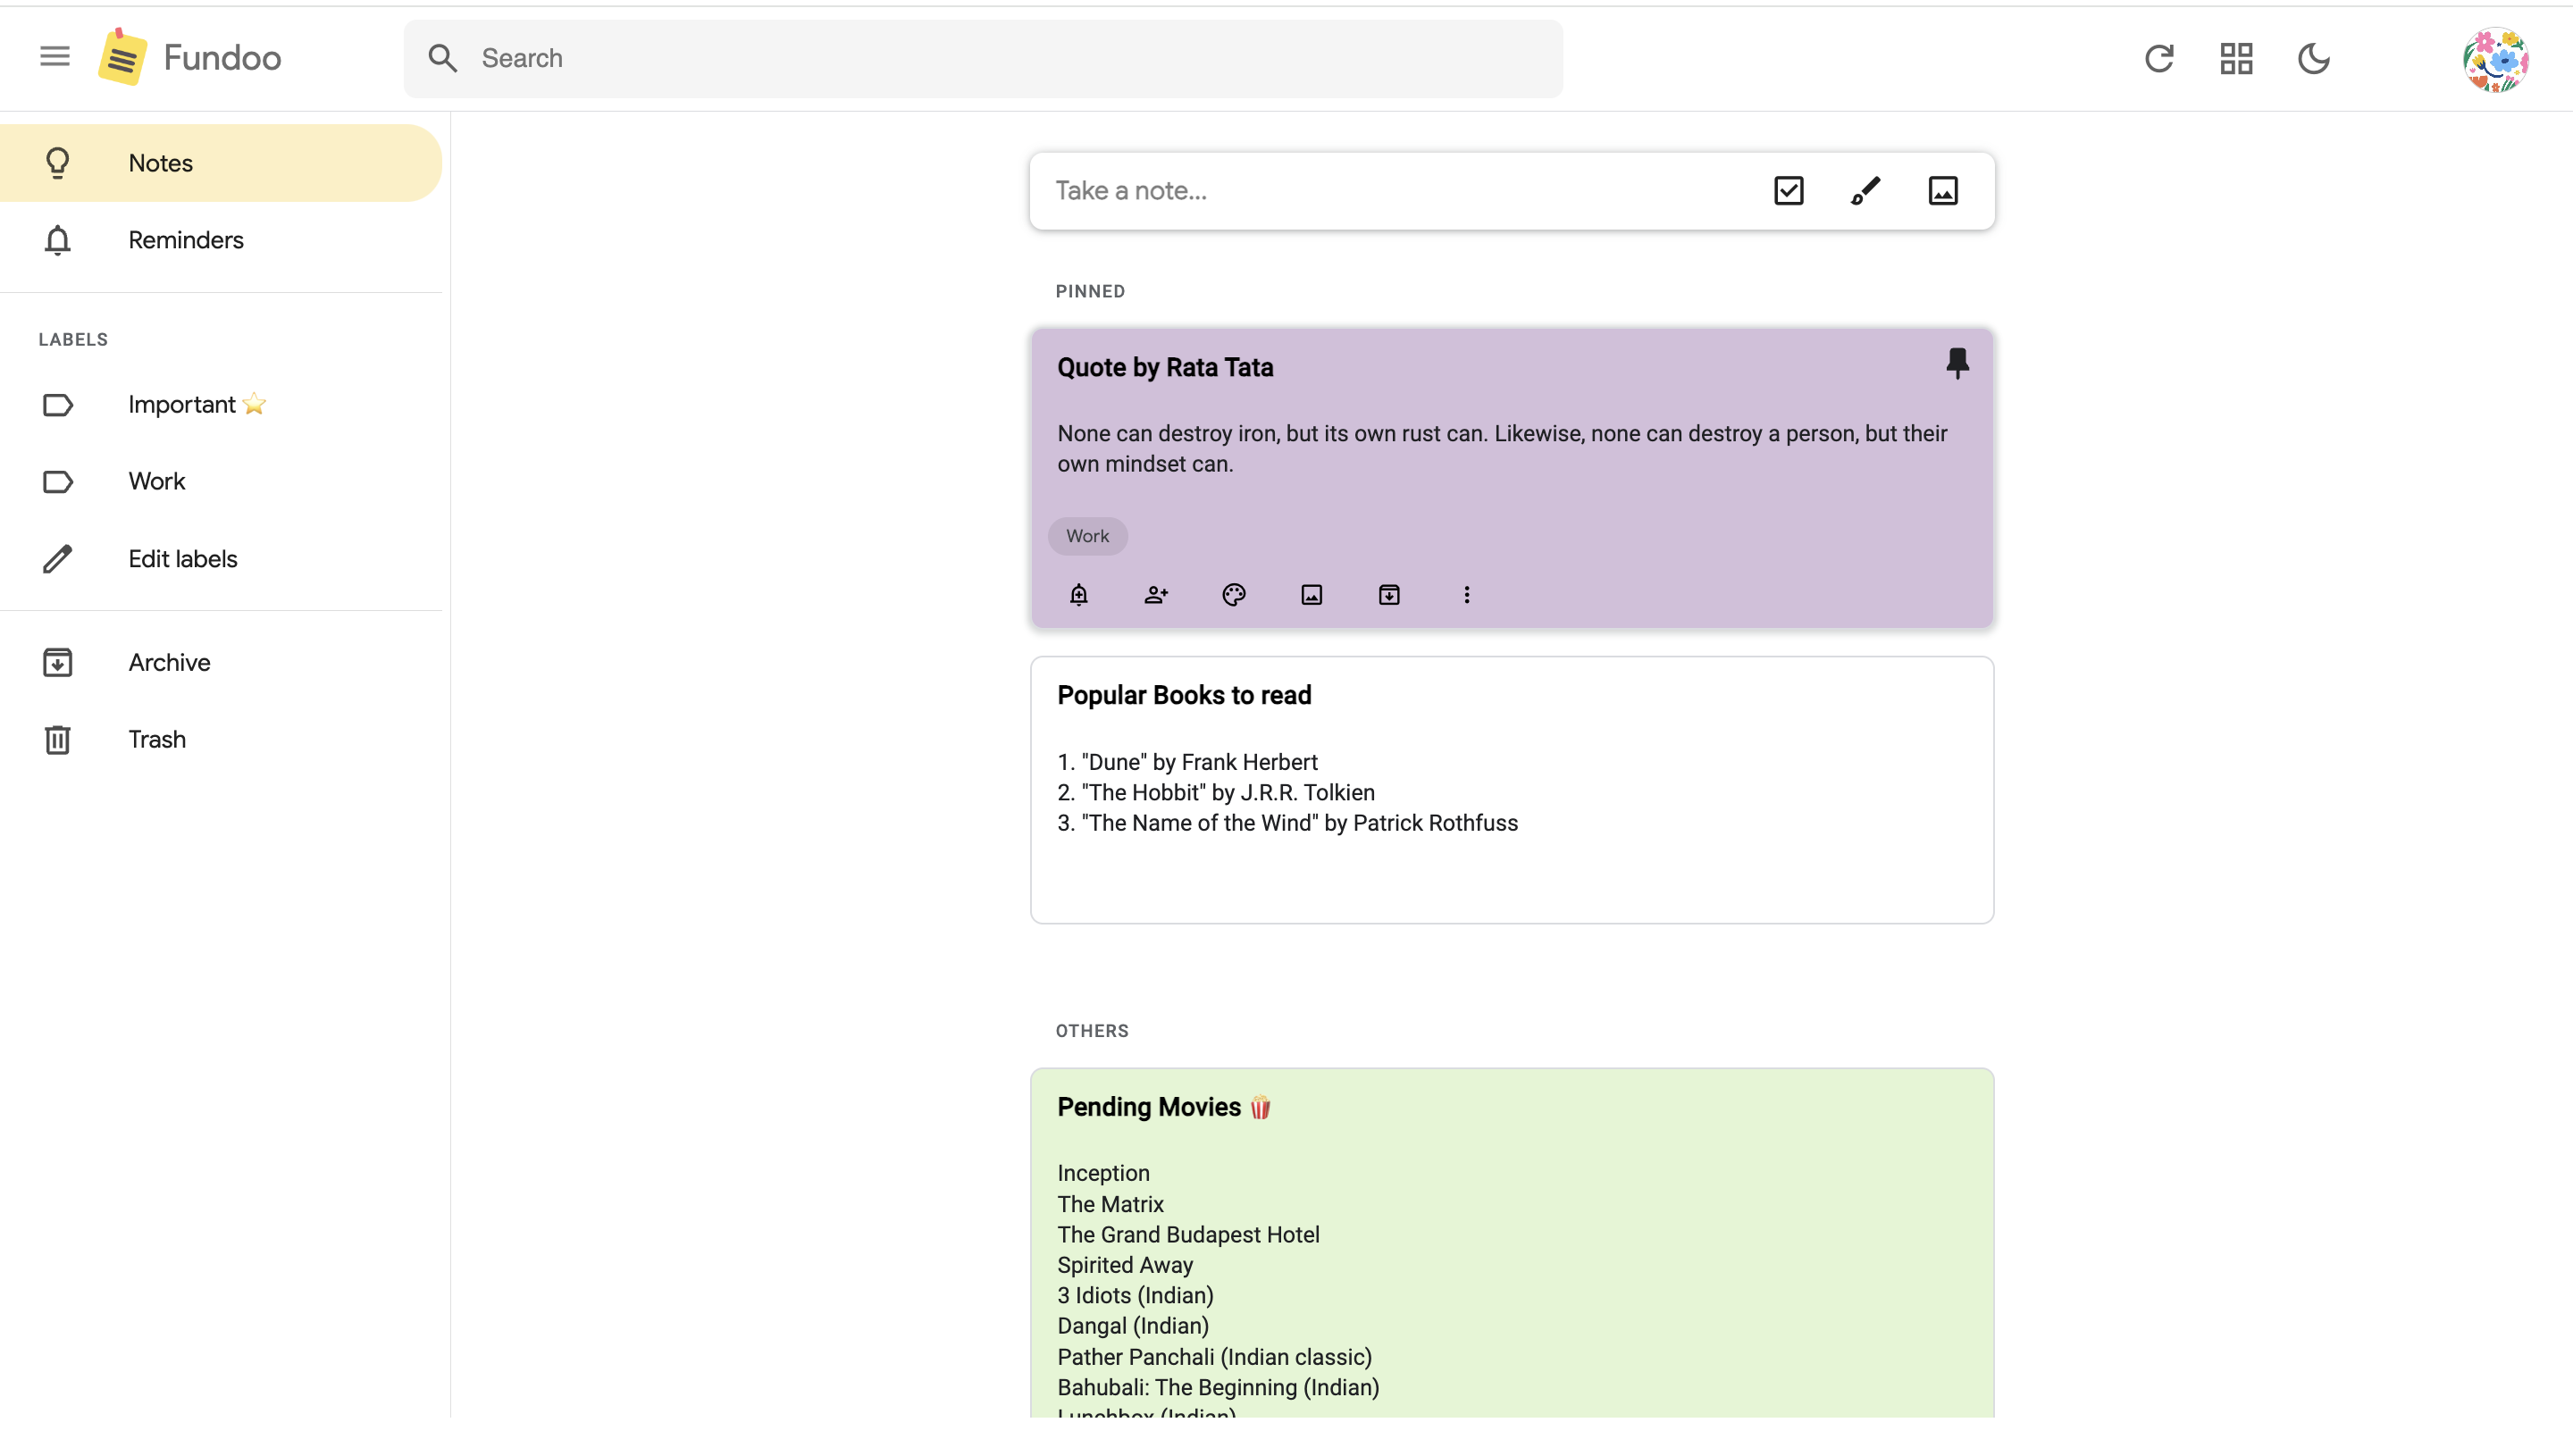 Fundoo
Search
Notes
Reminders
LABELS
Important ⭐
Work
Edit labels
Archive
Trash
Take a note...
PINNED
Quote by Rata Tata
None can destroy iron, but its own rust can. Likewise, none can destroy a person, but their
own mindset can.
Work
Popular Books to read
1. "Dune" by Frank Herbert
2. "The Hobbit" by J.R.R. Tolkien
3. "The Name of the Wind" by Patrick Rothfuss
OTHERS
Pending Movies 🍿
Inception
The Matrix
The Grand Budapest Hotel
Spirited Away
3 Idiots (Indian)
Dangal (Indian)
Pather Panchali (Indian classic)
Bahubali: The Beginning (Indian)
Lunchbox (Indian)